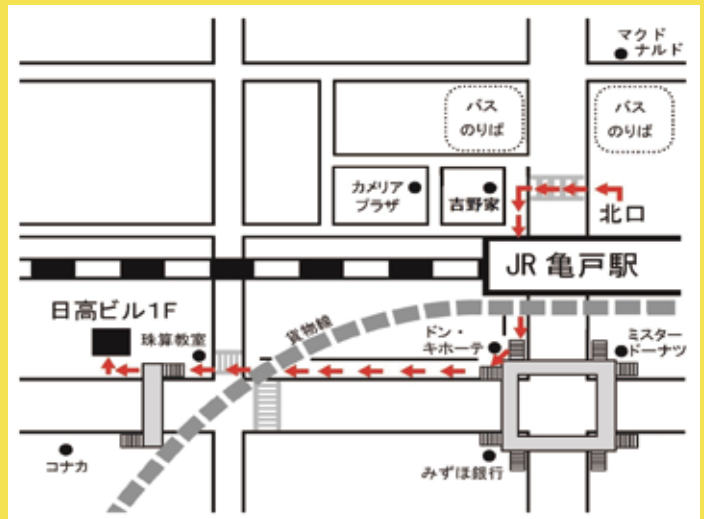 マクド
ナルド
バス
のりば
バス
のりば
カメリア
プラザ
吉野家
北口
JR 亀戸駅
日高ビル1F
珠算教室
貨物線
ドン・
キホーテ
ミスター
ドーナツ
コナカ
みずほ銀行